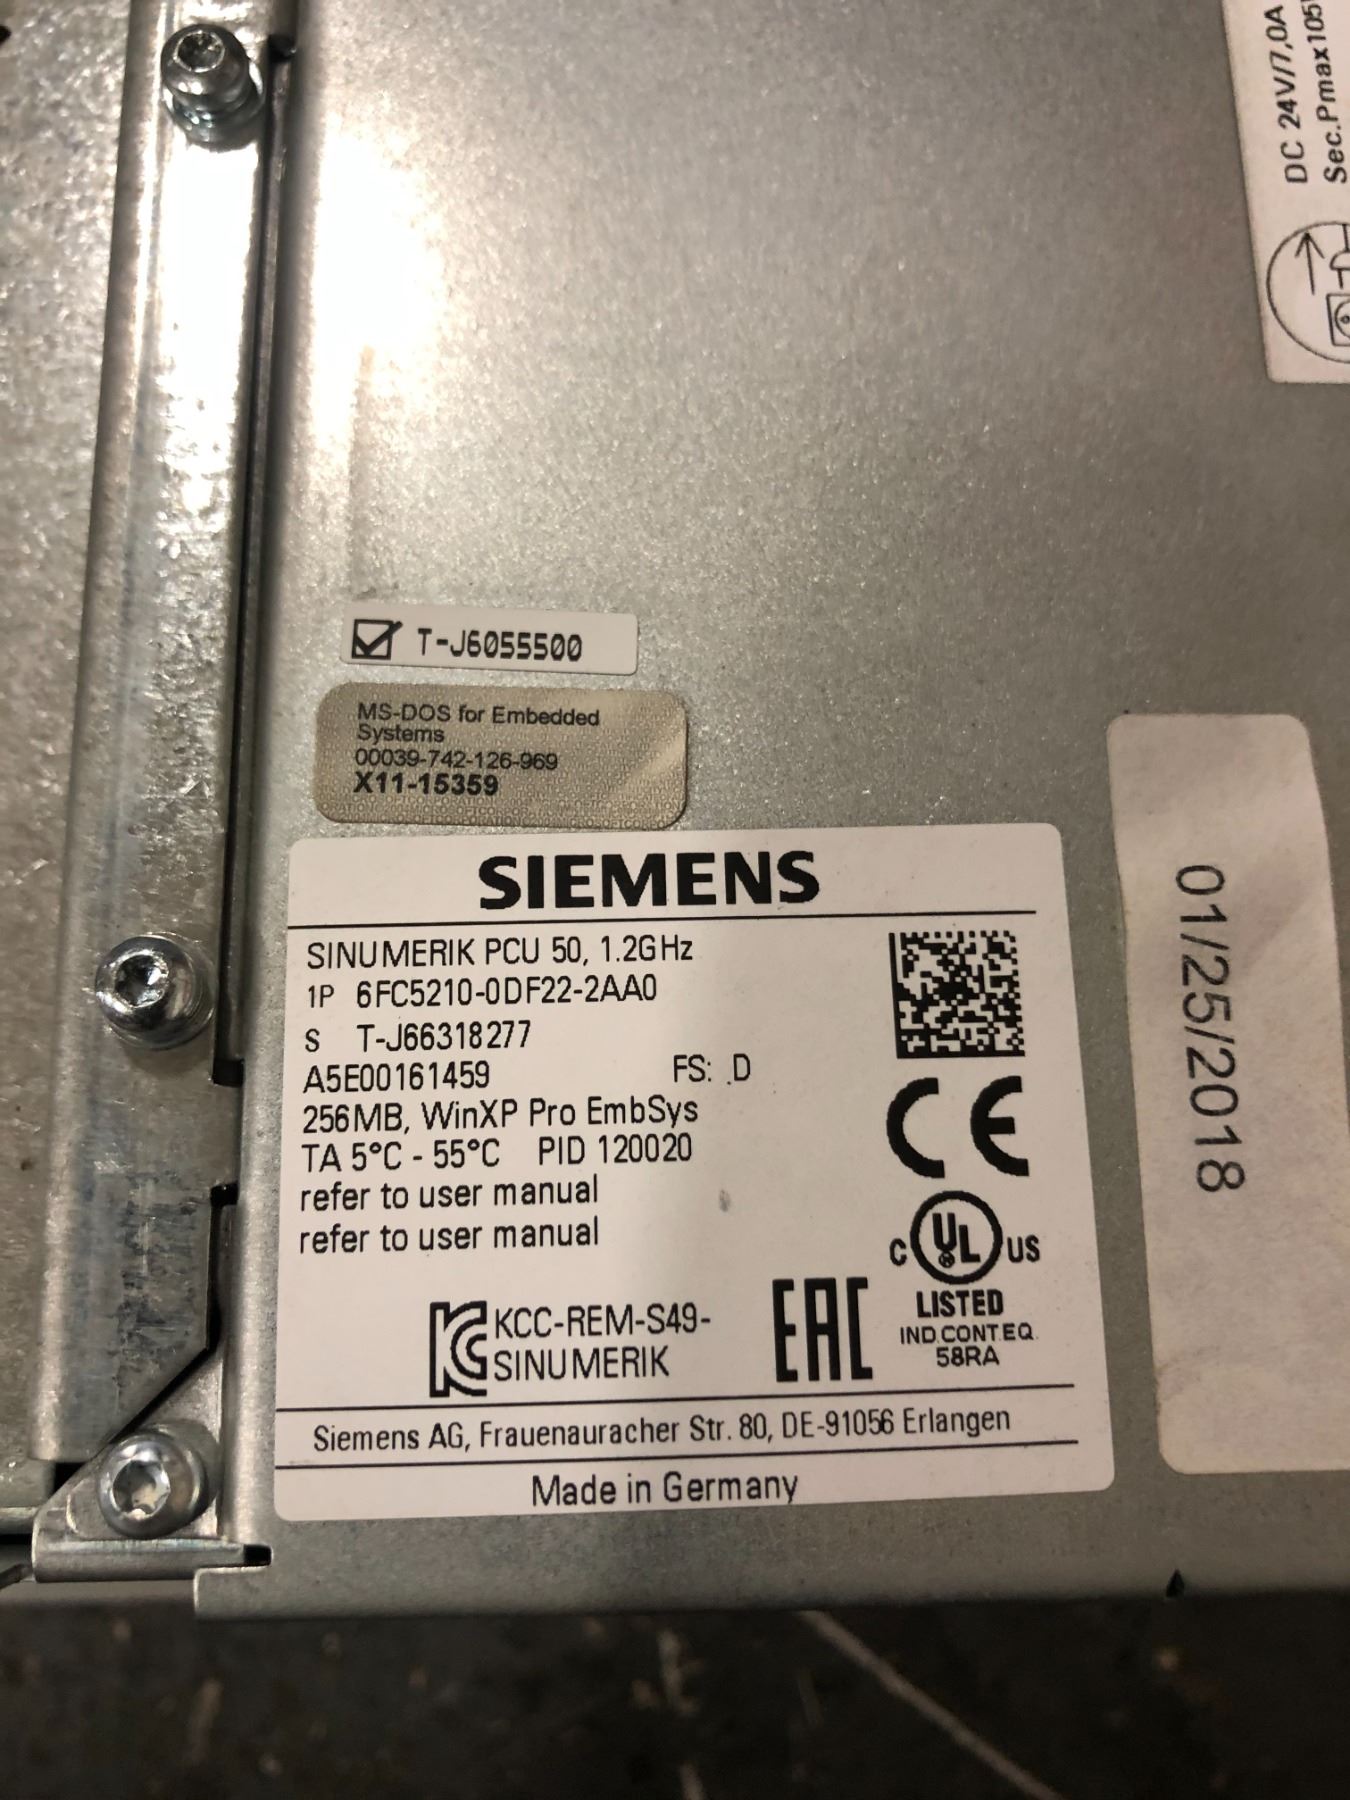 DC 24V/7,0A
Sec.Pmax105
T-J6055500
MS-DOS for Embedded
Systems
00039-742-126-969
X11-15359
SIEMENS
SINUMERIK PCU 50, 1.2GHz
1P 6FC5210-0DF22-2AA0
S T-J66318277
A5E00161459 FS: .D
256MB, WinXP Pro EmbSys
TA 5°C - 55°C PID 120020
refer to user manual
refer to user manual
CE
C UL US
LISTED
IND.CONT.EQ.
58RA
KCC-REM-S49-
SINUMERIK
EAC
Siemens AG, Frauenauracher Str. 80, DE-91056 Erlangen
Made in Germany
01/25/2018